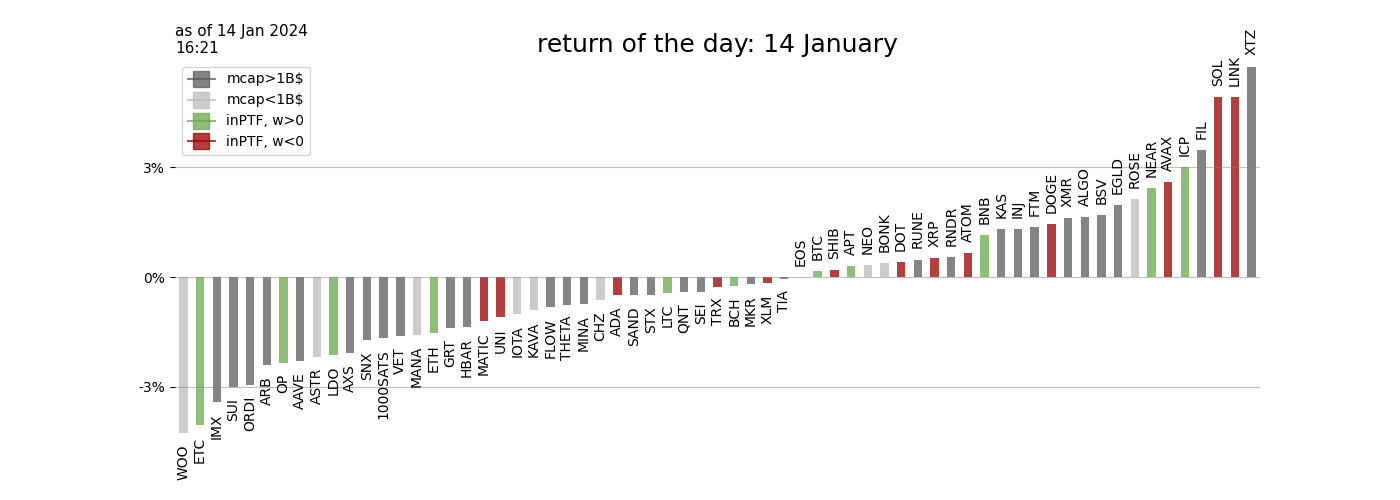 as of 14 Jan 2024
16:21
return of the day: 14 January
mcap>1B$
mcap<1B$
inPTF, w>0
inPTF, w<0
3%
0%
-3%
WOO
ETC
IMX
SUI
ORDI
ARB
OP
AAVE
ASTR
LDO
AXS
SNX
1000SATS
VET
MANA
ETH
GRT
HBAR
MATIC
UNI
IOTA
KAVA
FLOW
THETA
MINA
CHZ
ADA
SAND
STX
LTC
QNT
SEI
TRX
BCH
MKR
XLM
TIA
EOS
BTC
SHIB
APT
NEO
BONK
DOT
RUNE
XRP
RNDR
ATOM
BNB
KAS
INJ
FTM
DOGE
XMR
ALGO
BSV
EGLD
ROSE
NEAR
AVAX
ICP
FIL
SOL
LINK
XTZ